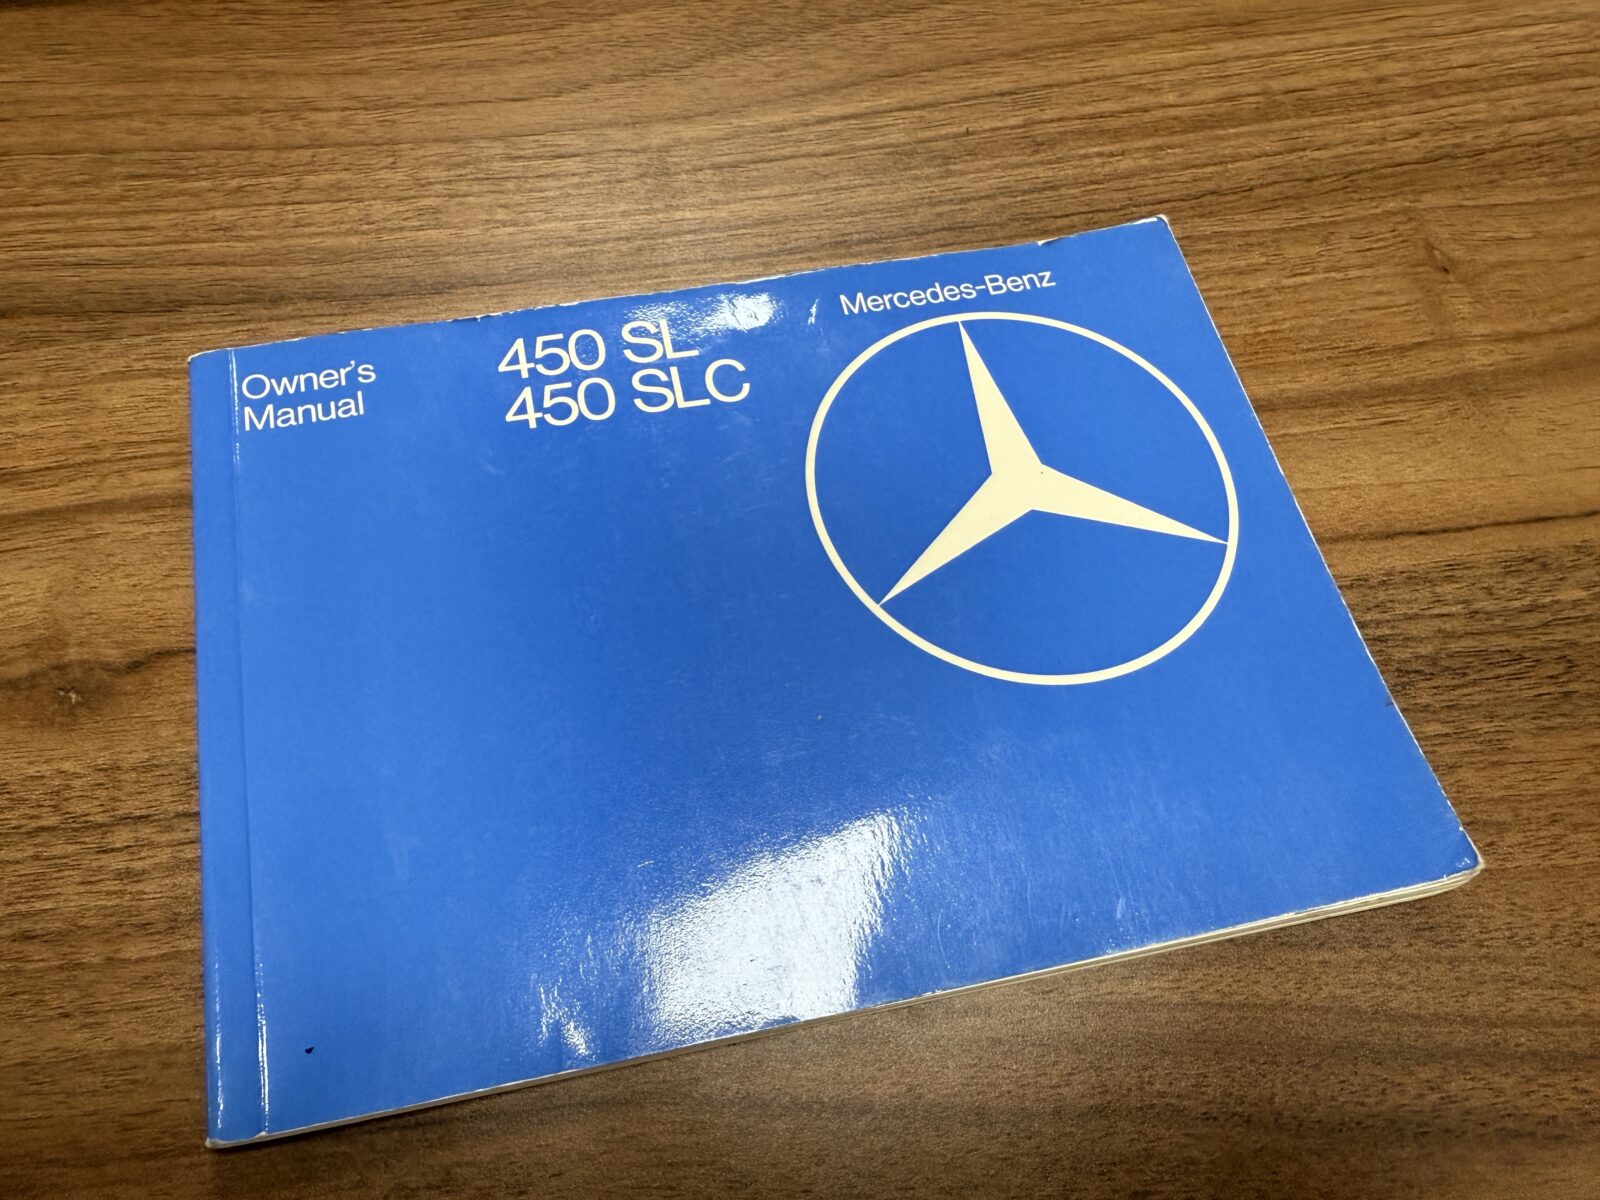 Owner's
Manual
450 SL
450 SLC
Mercedes-Benz